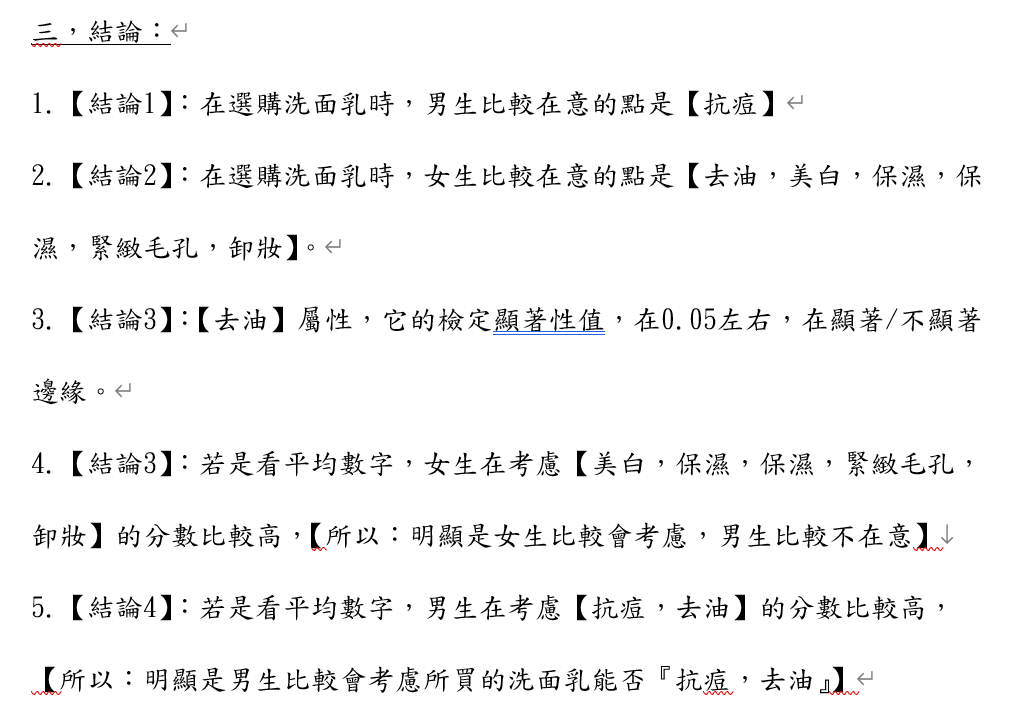 三，結論：
1.【結論1】：在選購洗面乳時，男生比較在意的點是【抗痘】
2.【結論2】：在選購洗面乳時，女生比較在意的點是【去油，美白，保濕，保
濕，緊緻毛孔，卸妝】。
3.【結論3】：【去油】屬性，它的檢定顯著性值，在0.05左右，在顯著/不顯著
邊緣。
4.【結論3】：若是看平均數字，女生在考慮【美白，保濕，保濕，緊緻毛孔，
卸妝】的分數比較高，【所以：明顯是女生比較會考慮，男生比較不在意】
5.【結論4】：若是看平均數字，男生在考慮【抗痘，去油】的分數比較高，
【所以：明顯是男生比較會考慮所買的洗面乳能否『抗痘，去油』】